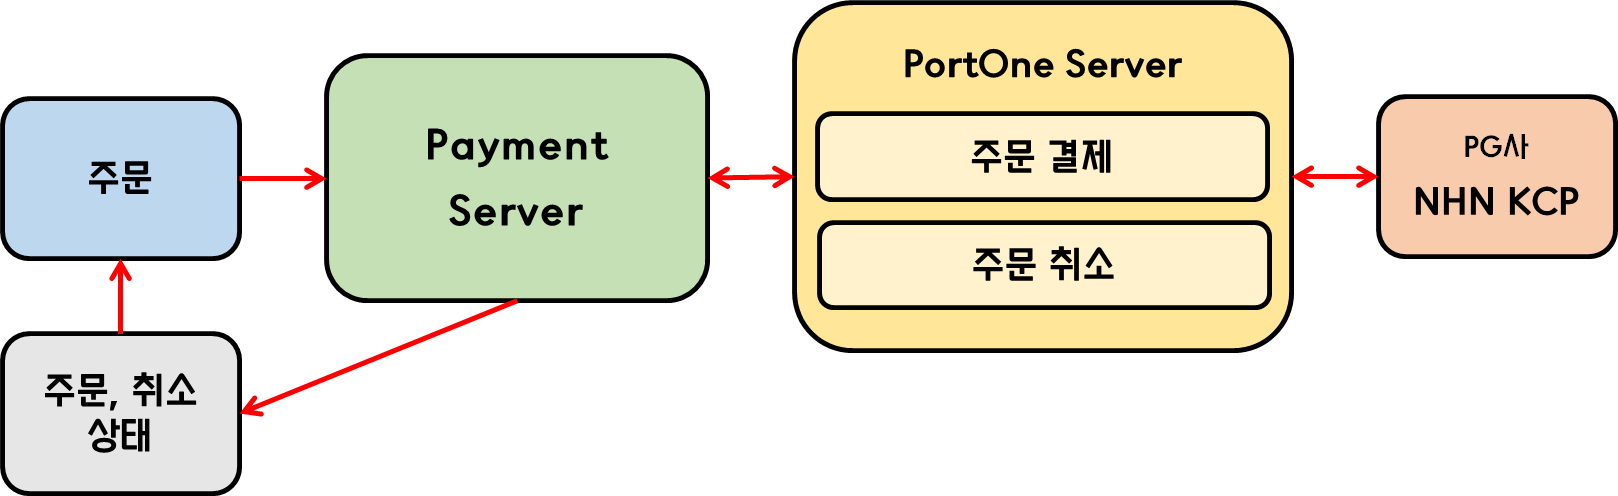 주문
Payment
Server
PortOne Server
주문 결제
주문 취소
PG사
NHN KCP
주문, 취소
상태